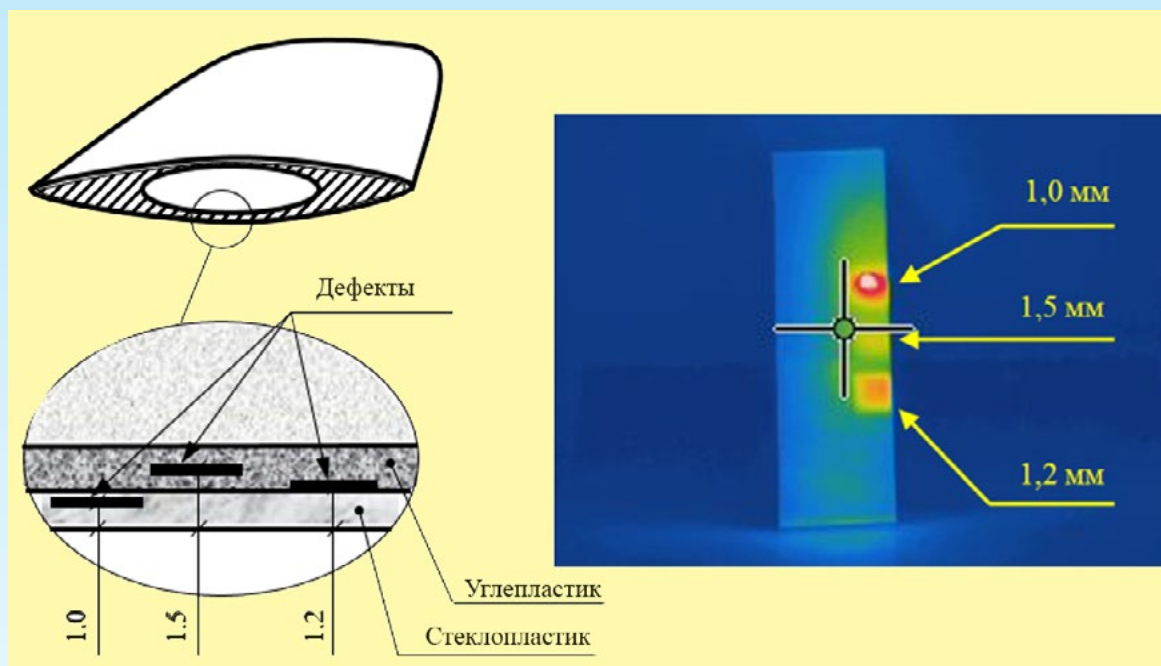 Дефекты
1.0
1.5
1.2
Углепластик
Стеклопластик
1,0 мм
1,5 мм
1,2 мм